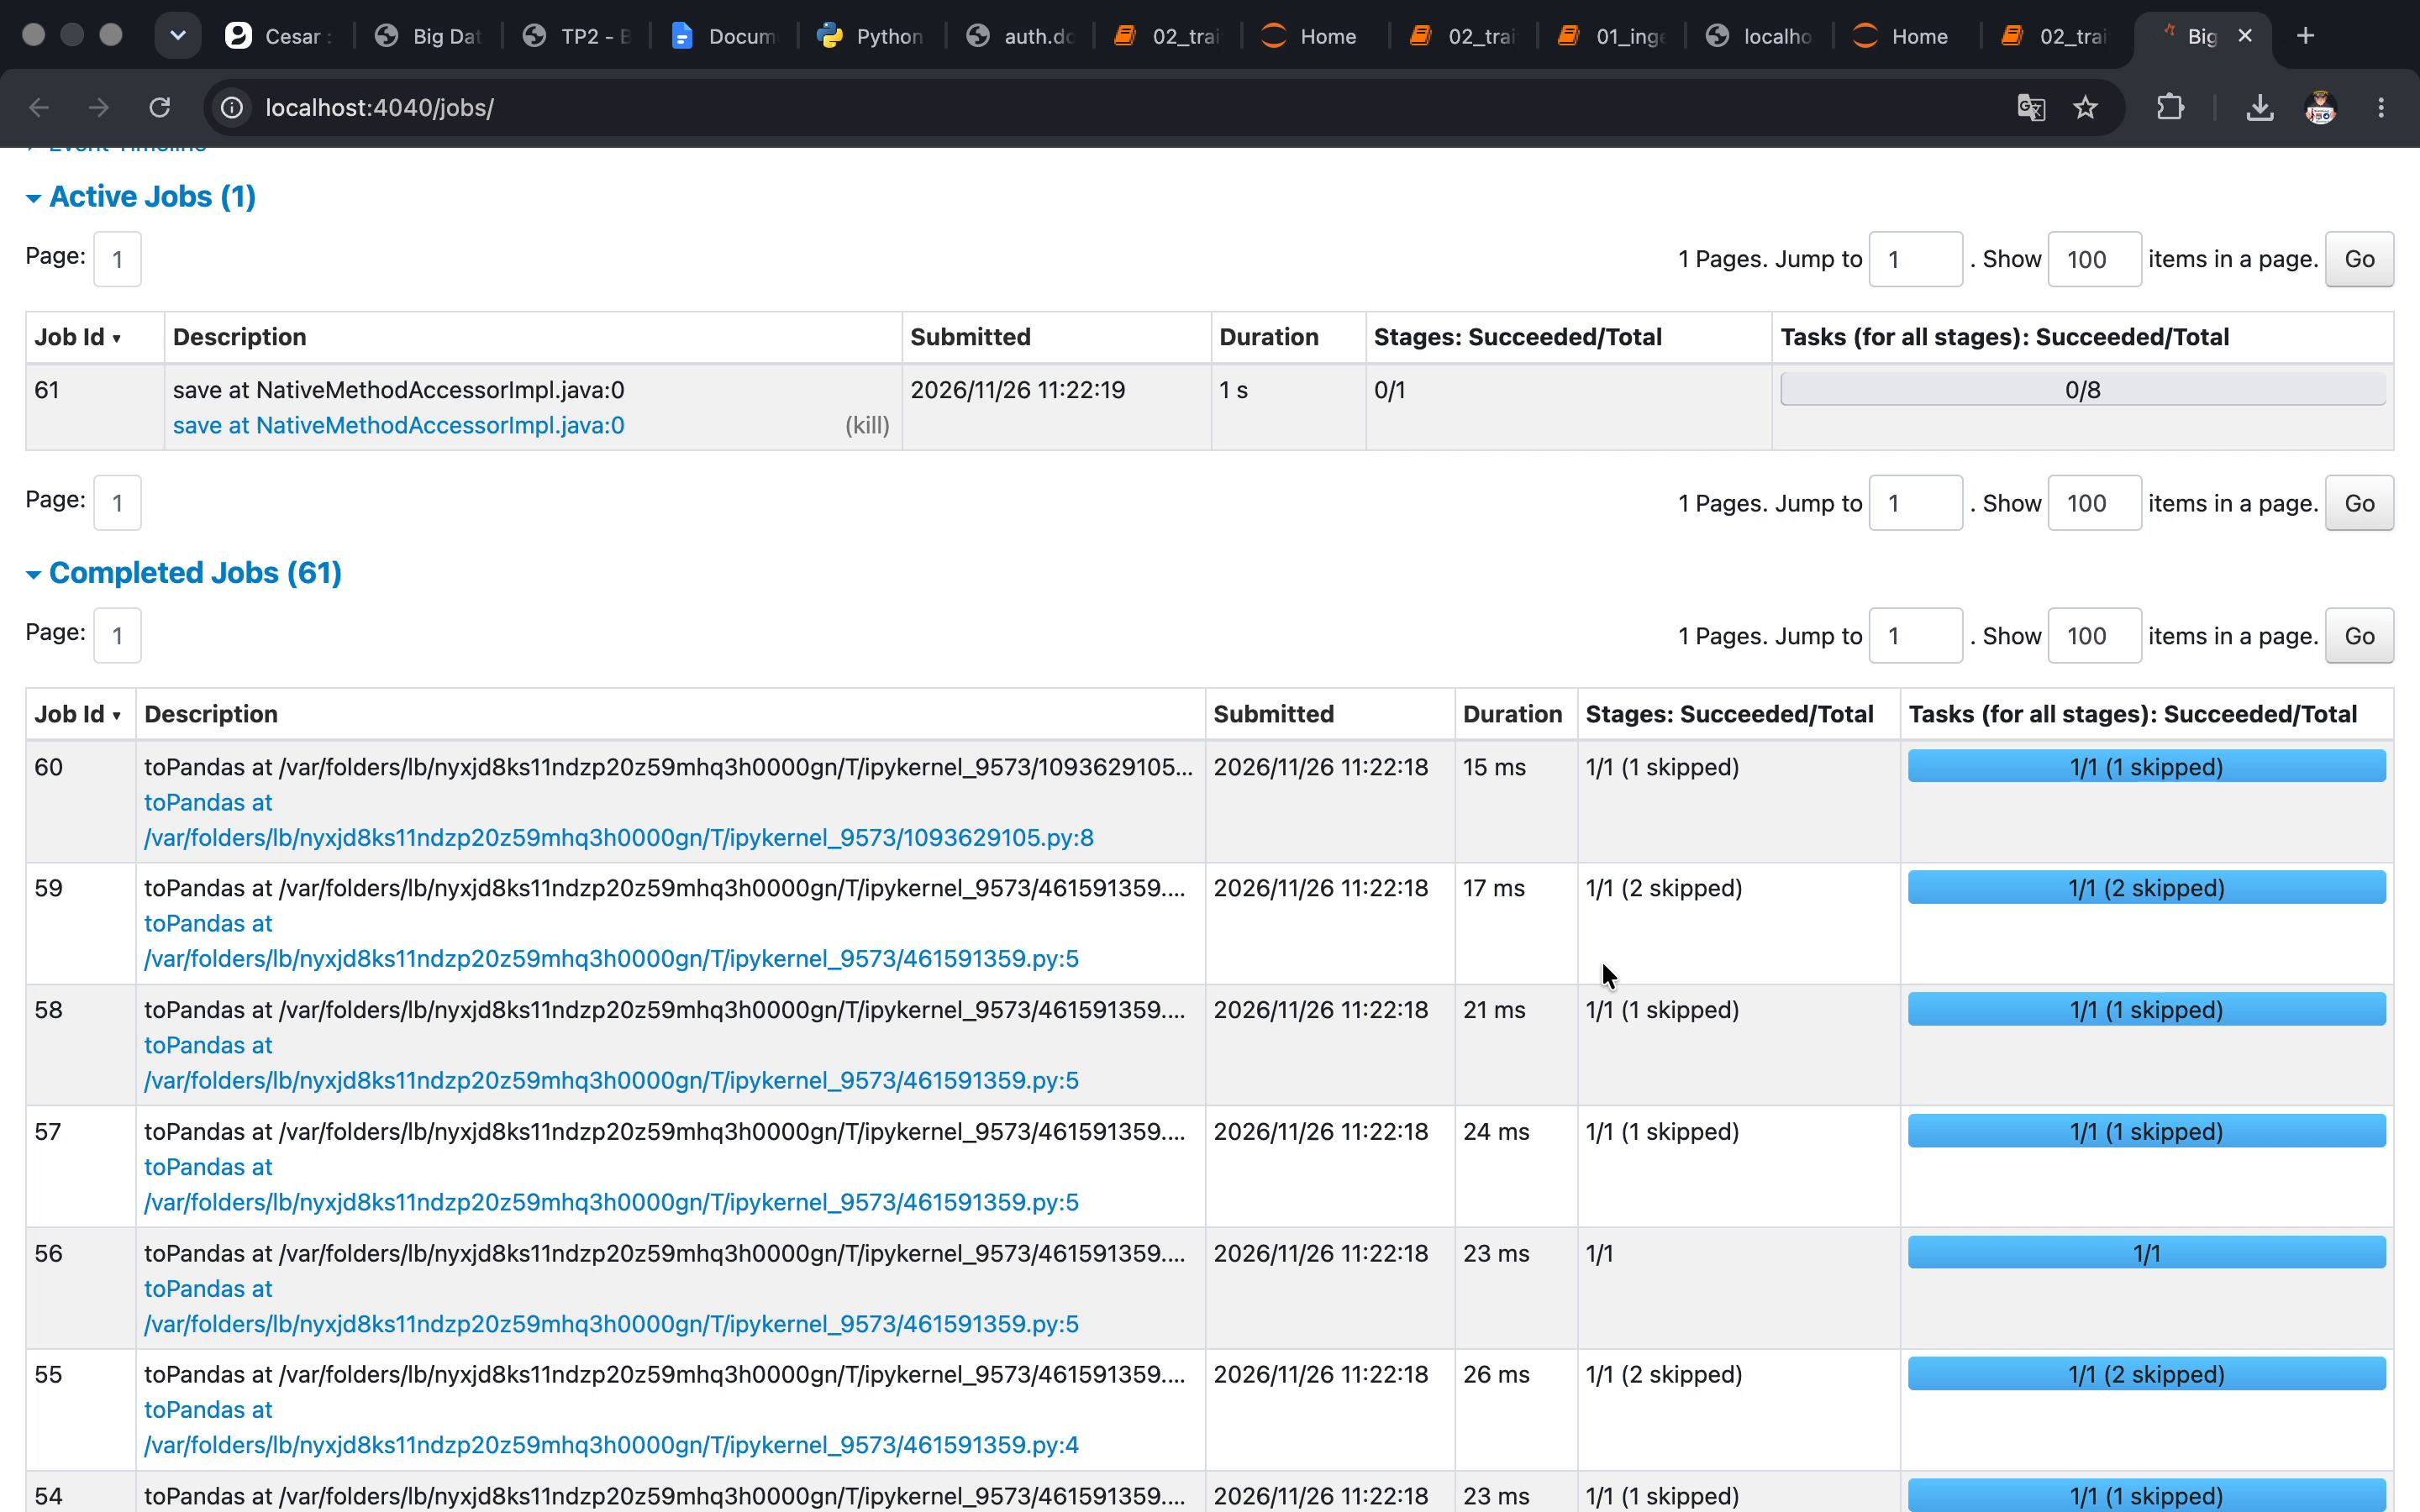 Cesar
Big Dat
TP2 - B
Docum
Python
auth.do
02_trai
Home
02_trai
01_inge
localho
Home
02_trai
Big
localhost:4040/jobs/
Event Timeline
Active Jobs (1)
Page: 1
1 Pages. Jump to 1 . Show 100 items in a page. Go
Job Id ▾ Description Submitted Duration Stages: Succeeded/Total Tasks (for all stages): Succeeded/Total
61 save at NativeMethodAccessorImpl.java:0 2026/11/26 11:22:19 1 s 0/1 0/8
save at NativeMethodAccessorImpl.java:0 (kill)
Page: 1
1 Pages. Jump to 1 . Show 100 items in a page. Go
Completed Jobs (61)
Page: 1
1 Pages. Jump to 1 . Show 100 items in a page. Go
Job Id ▾ Description Submitted Duration Stages: Succeeded/Total Tasks (for all stages): Succeeded/Total
60 toPandas at /var/folders/lb/nyxjd8ks11ndzp20z59mhq3h0000gn/T/ipykernel_9573/1093629105... 2026/11/26 11:22:18 15 ms 1/1 (1 skipped) 1/1 (1 skipped)
toPandas at
/var/folders/lb/nyxjd8ks11ndzp20z59mhq3h0000gn/T/ipykernel_9573/1093629105.py:8
59 toPandas at /var/folders/lb/nyxjd8ks11ndzp20z59mhq3h0000gn/T/ipykernel_9573/461591359.... 2026/11/26 11:22:18 17 ms 1/1 (2 skipped) 1/1 (2 skipped)
toPandas at
/var/folders/lb/nyxjd8ks11ndzp20z59mhq3h0000gn/T/ipykernel_9573/461591359.py:5
58 toPandas at /var/folders/lb/nyxjd8ks11ndzp20z59mhq3h0000gn/T/ipykernel_9573/461591359.... 2026/11/26 11:22:18 21 ms 1/1 (1 skipped) 1/1 (1 skipped)
toPandas at
/var/folders/lb/nyxjd8ks11ndzp20z59mhq3h0000gn/T/ipykernel_9573/461591359.py:5
57 toPandas at /var/folders/lb/nyxjd8ks11ndzp20z59mhq3h0000gn/T/ipykernel_9573/461591359.... 2026/11/26 11:22:18 24 ms 1/1 (1 skipped) 1/1 (1 skipped)
toPandas at
/var/folders/lb/nyxjd8ks11ndzp20z59mhq3h0000gn/T/ipykernel_9573/461591359.py:5
56 toPandas at /var/folders/lb/nyxjd8ks11ndzp20z59mhq3h0000gn/T/ipykernel_9573/461591359.... 2026/11/26 11:22:18 23 ms 1/1 1/1
toPandas at
/var/folders/lb/nyxjd8ks11ndzp20z59mhq3h0000gn/T/ipykernel_9573/461591359.py:5
55 toPandas at /var/folders/lb/nyxjd8ks11ndzp20z59mhq3h0000gn/T/ipykernel_9573/461591359.... 2026/11/26 11:22:18 26 ms 1/1 (2 skipped) 1/1 (2 skipped)
toPandas at
/var/folders/lb/nyxjd8ks11ndzp20z59mhq3h0000gn/T/ipykernel_9573/461591359.py:4
54 toPandas at /var/folders/lb/nyxjd8ks11ndzp20z59mhq3h0000gn/T/ipykernel_9573/461591359.... 2026/11/26 11:22:18 23 ms 1/1 (1 skipped) 1/1 (1 skipped)